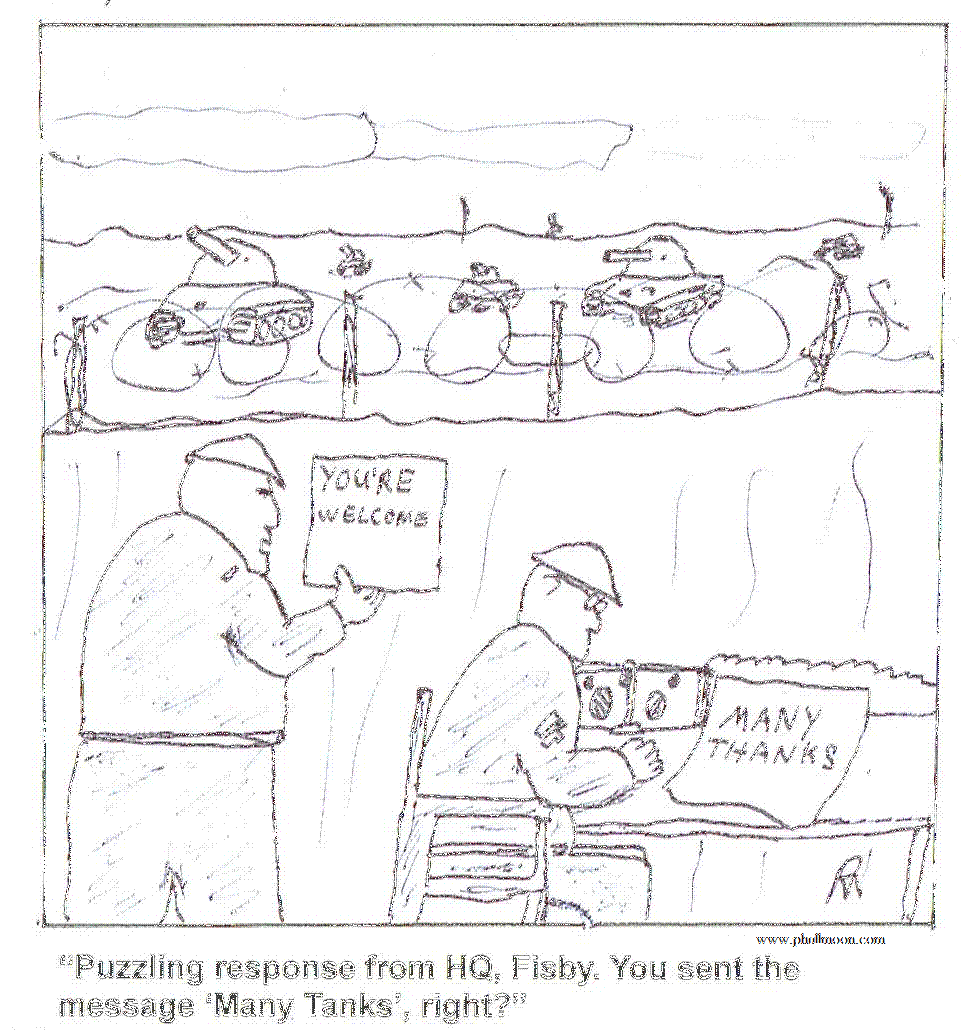 YOU'RE
WELCOME
MANY
THANKS
www.phullmoon.com
"Puzzling response from HQ, Fisby. You sent the
message 'Many Tanks', right?"